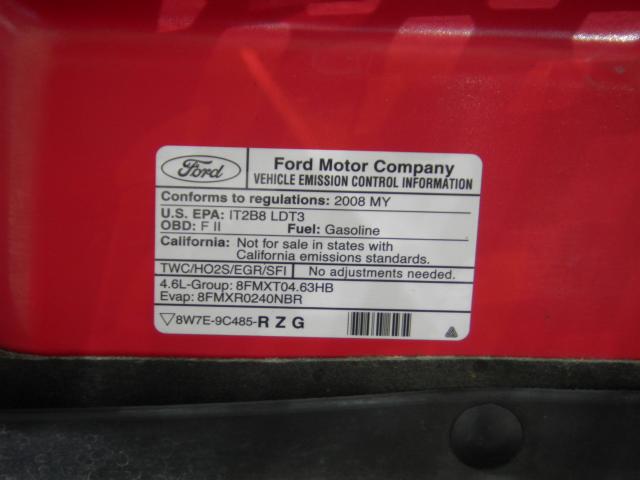 Ford
Ford Motor Company
VEHICLE EMISSION CONTROL INFORMATION
Conforms to regulations: 2008 MY
U.S. EPA: IT2B8 LDT3
OBD: F II Fuel: Gasoline
California: Not for sale in states with
California emissions standards.
TWC/HO2S/EGR/SFI No adjustments needed.
4.6L-Group: 8FMXT04.63HB
Evap: 8FMXR0240NBR
8W7E-9C485-R Z G